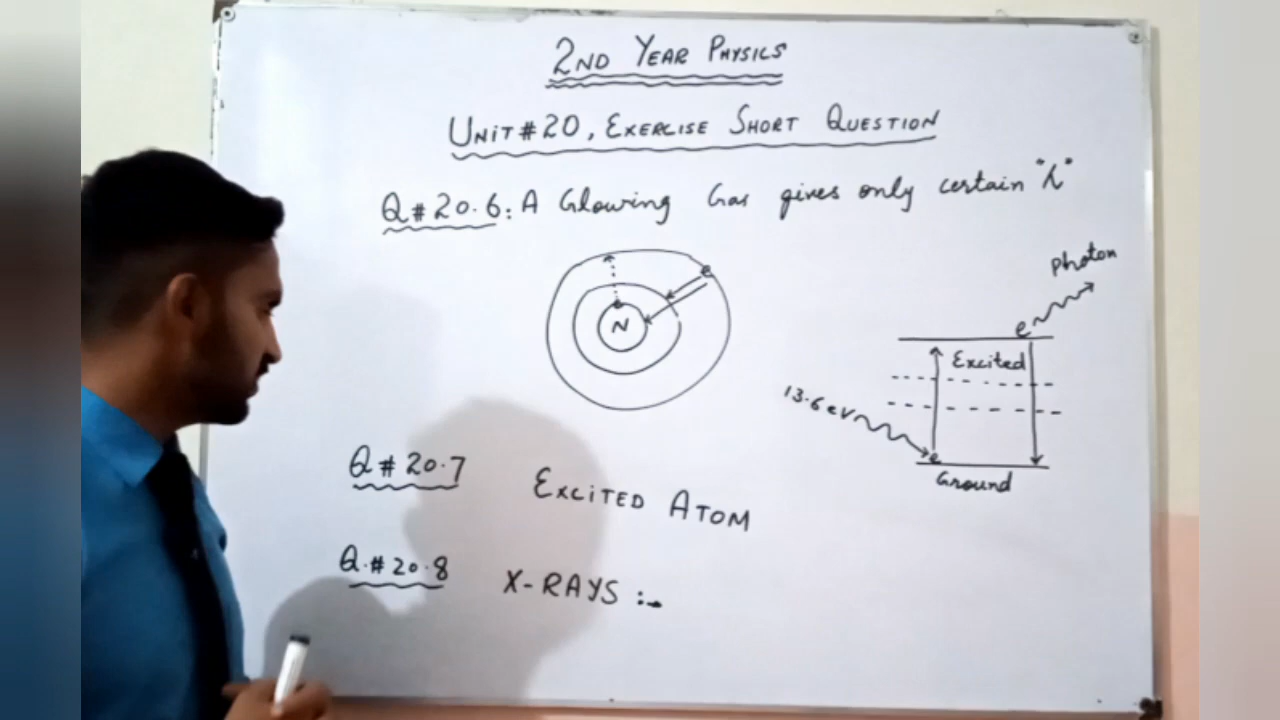 2ND YEAR PHYSICS
UNIT # 20, EXERCISE SHORT QUESTION
Q # 20.6: A Glowing Gas gives only certain "λ"
Photon
e
N
e
Excited
13.6 eV
e
Ground
Q # 20.7 EXCITED ATOM
Q.# 20.8 X-RAYS :-